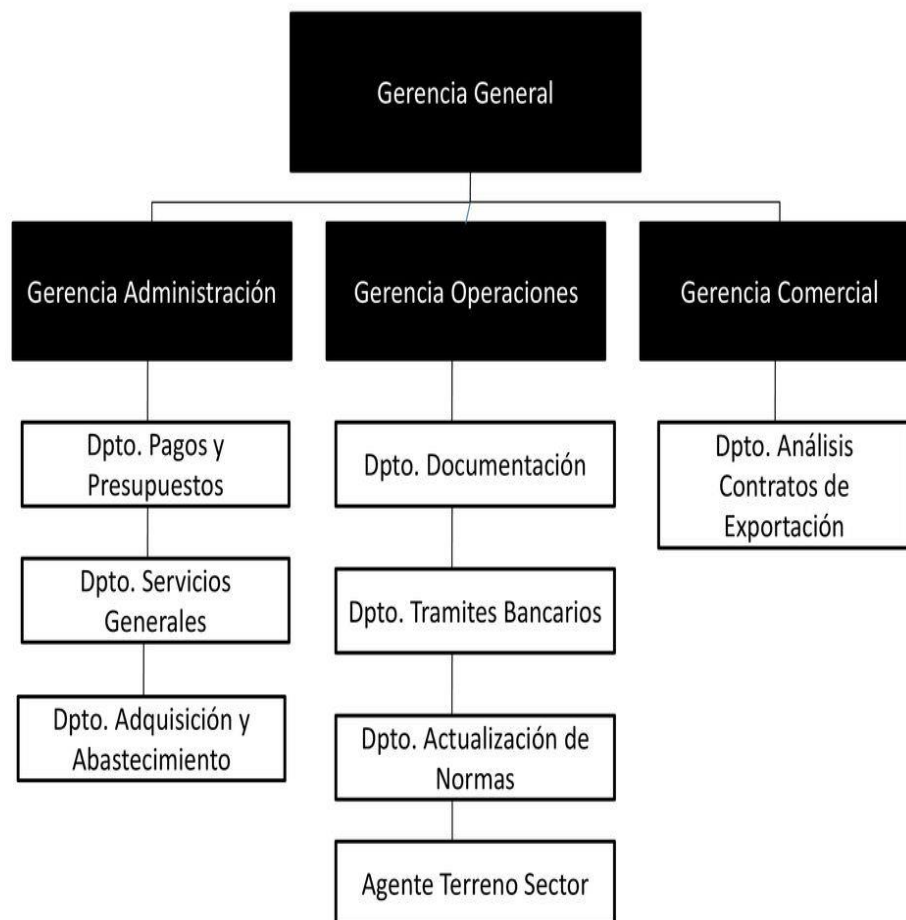 Gerencia General
Gerencia Administración
Gerencia Operaciones
Gerencia Comercial
Dpto. Pagos y
Presupuestos
Dpto. Servicios
Generales
Dpto. Adquisición y
Abastecimiento
Dpto. Documentación
Dpto. Tramites Bancarios
Dpto. Actualización de
Normas
Agente Terreno Sector
Dpto. Análisis
Contratos de
Exportación